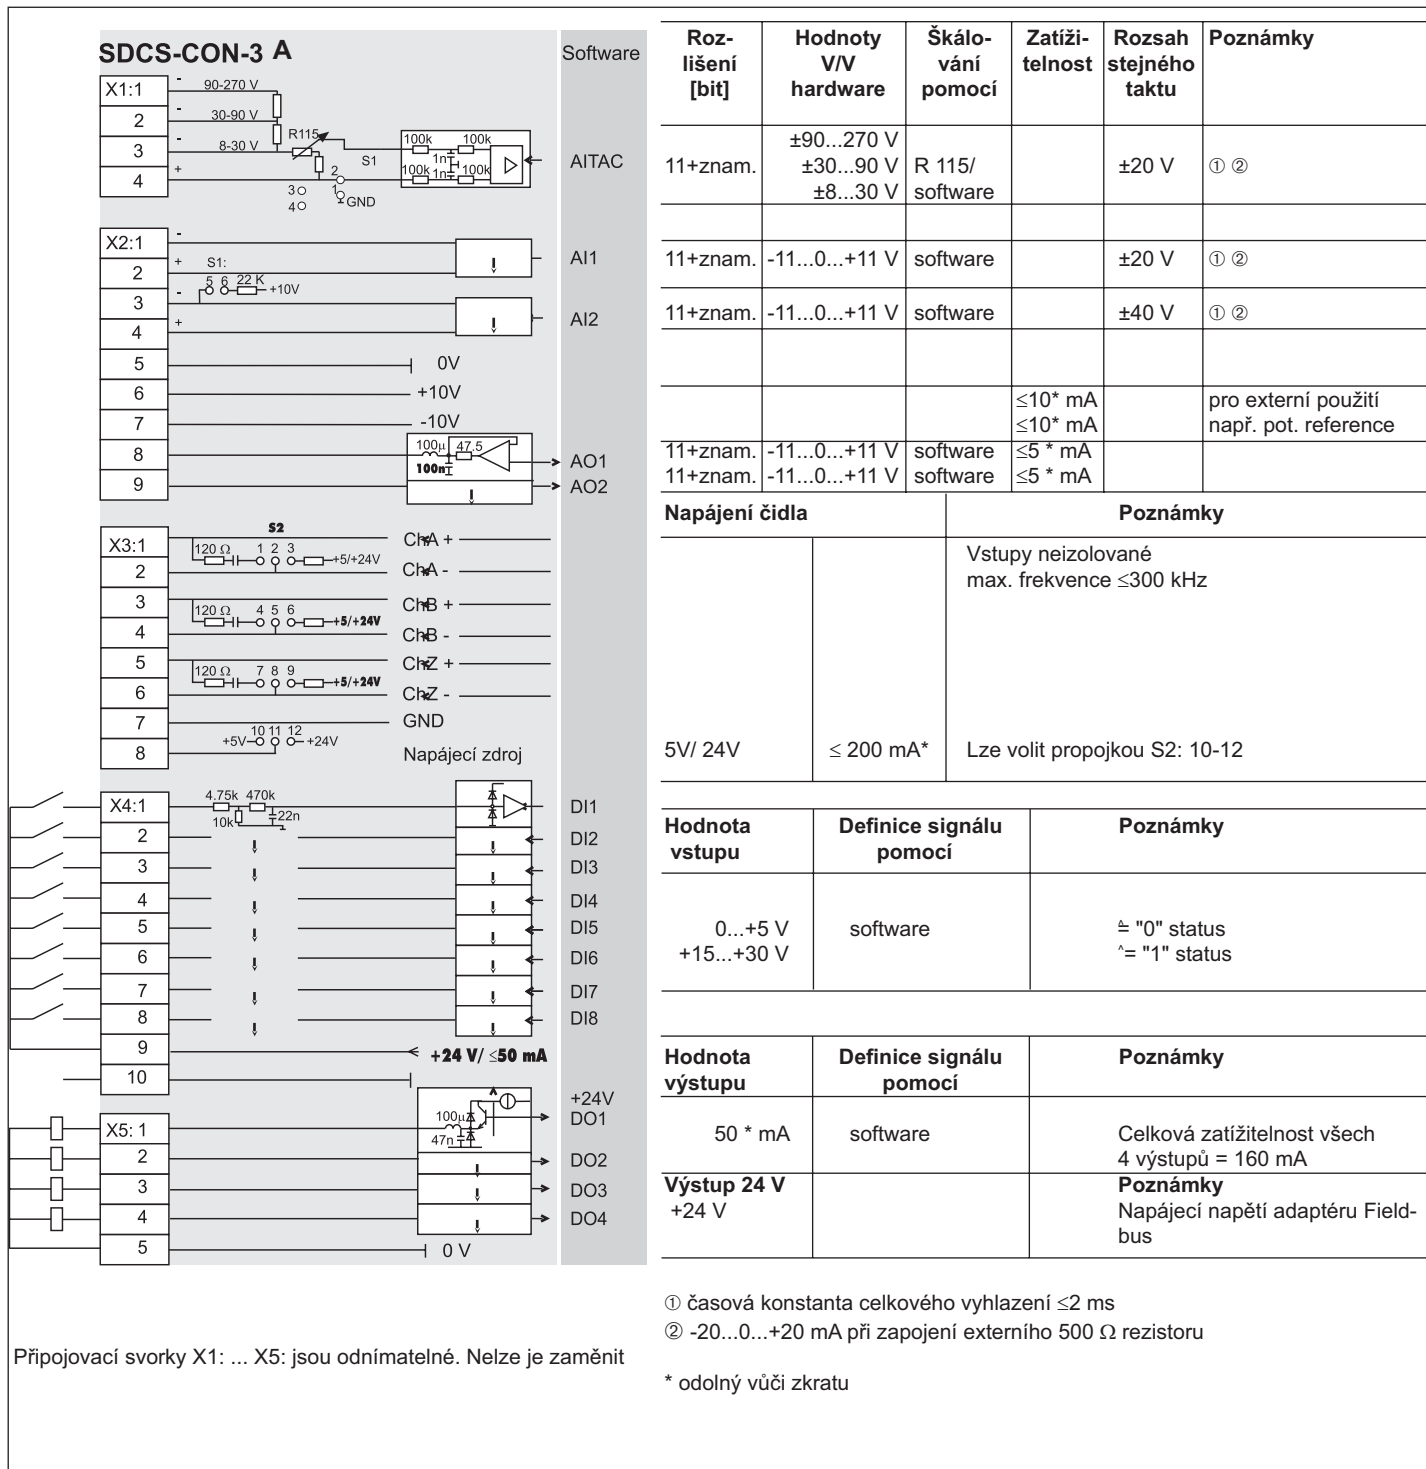 SDCS-CON-3 A
Software
X1:1
-
90-270 V
2
-
30-90 V
3
-
8-30 V
R115
4
+
S1
2
1
3
4
GND
100k
100k
1n
100k
1n
100k
AITAC
X2:1
-
2
+
S1:
5 6 22 K
+10V
AI1
3
-
4
+
AI2
5
0V
6
+10V
7
-10V
8
100µ
47.5
100n
AO1
9
AO2
X3:1
S2
120 Ω
1 2 3
+5/+24V
ChA +
2
ChA -
3
120 Ω
4 5 6
+5/+24V
ChB +
4
ChB -
5
120 Ω
7 8 9
+5/+24V
ChZ +
6
ChZ -
7
GND
8
+5V
10 11 12
+24V
Napájecí zdroj
X4:1
4.75k 470k
10k
22n
DI1
2
DI2
3
DI3
4
DI4
5
DI5
6
DI6
7
DI7
8
DI8
9
+24 V/ ≤50 mA
10
+24V
X5: 1
100µ
47n
DO1
2
DO2
3
DO3
4
DO4
5
0 V
Připojovací svorky X1: ... X5: jsou odnímatelné. Nelze je zaměnit
Roz-
lišení
[bit]
Hodnoty
V/V
hardware
Škálo-
vání
pomocí
Zatíži-
telnost
Rozsah
stejného
taktu
Poznámky
±90...270 V
11+znam. ±30...90 V R 115/ ±20 V ① ②
±8...30 V software
11+znam. -11...0...+11 V software ±20 V ① ②
11+znam. -11...0...+11 V software ±40 V ① ②
≤10* mA pro externí použití
≤10* mA např. pot. reference
11+znam. -11...0...+11 V software ≤5 * mA
11+znam. -11...0...+11 V software ≤5 * mA
Napájení čidla Poznámky
Vstupy neizolované
max. frekvence ≤300 kHz
5V/ 24V ≤ 200 mA* Lze volit propojkou S2: 10-12
Hodnota
vstupu
Definice signálu
pomocí
Poznámky
0...+5 V software ≙ "0" status
+15...+30 V ^= "1" status
Hodnota
výstupu
Definice signálu
pomocí
Poznámky
50 * mA software Celková zatížitelnost všech
4 výstupů = 160 mA
Výstup 24 V Poznámky
+24 V Napájecí napětí adaptéru Field-
bus
① časová konstanta celkového vyhlazení ≤2 ms
② -20...0...+20 mA při zapojení externího 500 Ω rezistoru
* odolný vůči zkratu